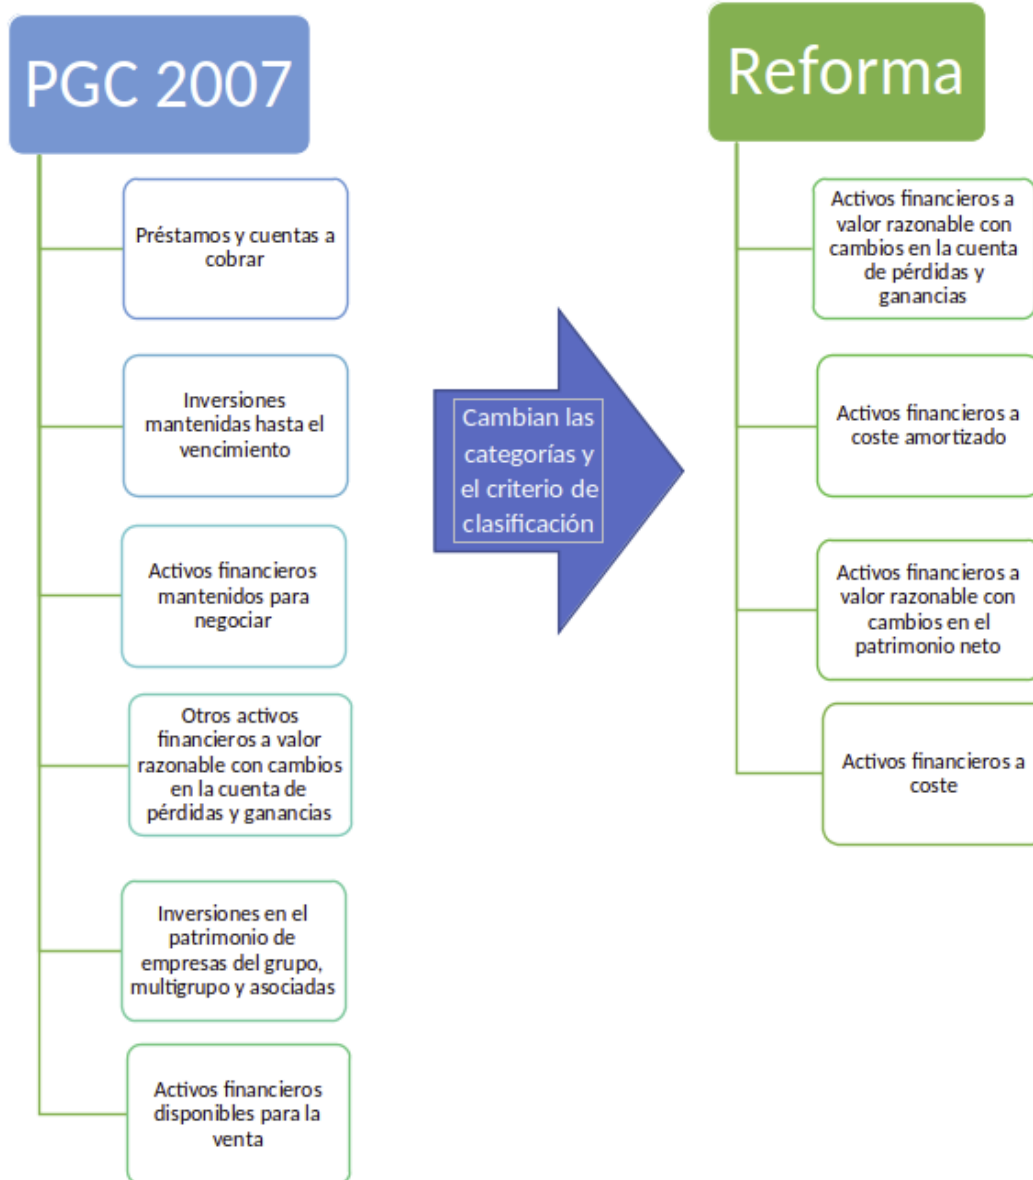 PGC 2007
Préstamos y cuentas a
cobrar
Inversiones
mantenidas hasta el
vencimiento
Activos financieros
mantenidos para
negociar
Otros activos
financieros a valor
razonable con cambios
en la cuenta de
pérdidas y ganancias
Inversiones en el
patrimonio de
empresas del grupo,
multigrupo y asociadas
Activos financieros
disponibles para la
venta
Cambian las
categorías y
el criterio de
clasificación
Reforma
Activos financieros a
valor razonable con
cambios en la cuenta
de pérdidas y
ganancias
Activos financieros a
coste amortizado
Activos financieros a
valor razonable con
cambios en el
patrimonio neto
Activos financieros a
coste